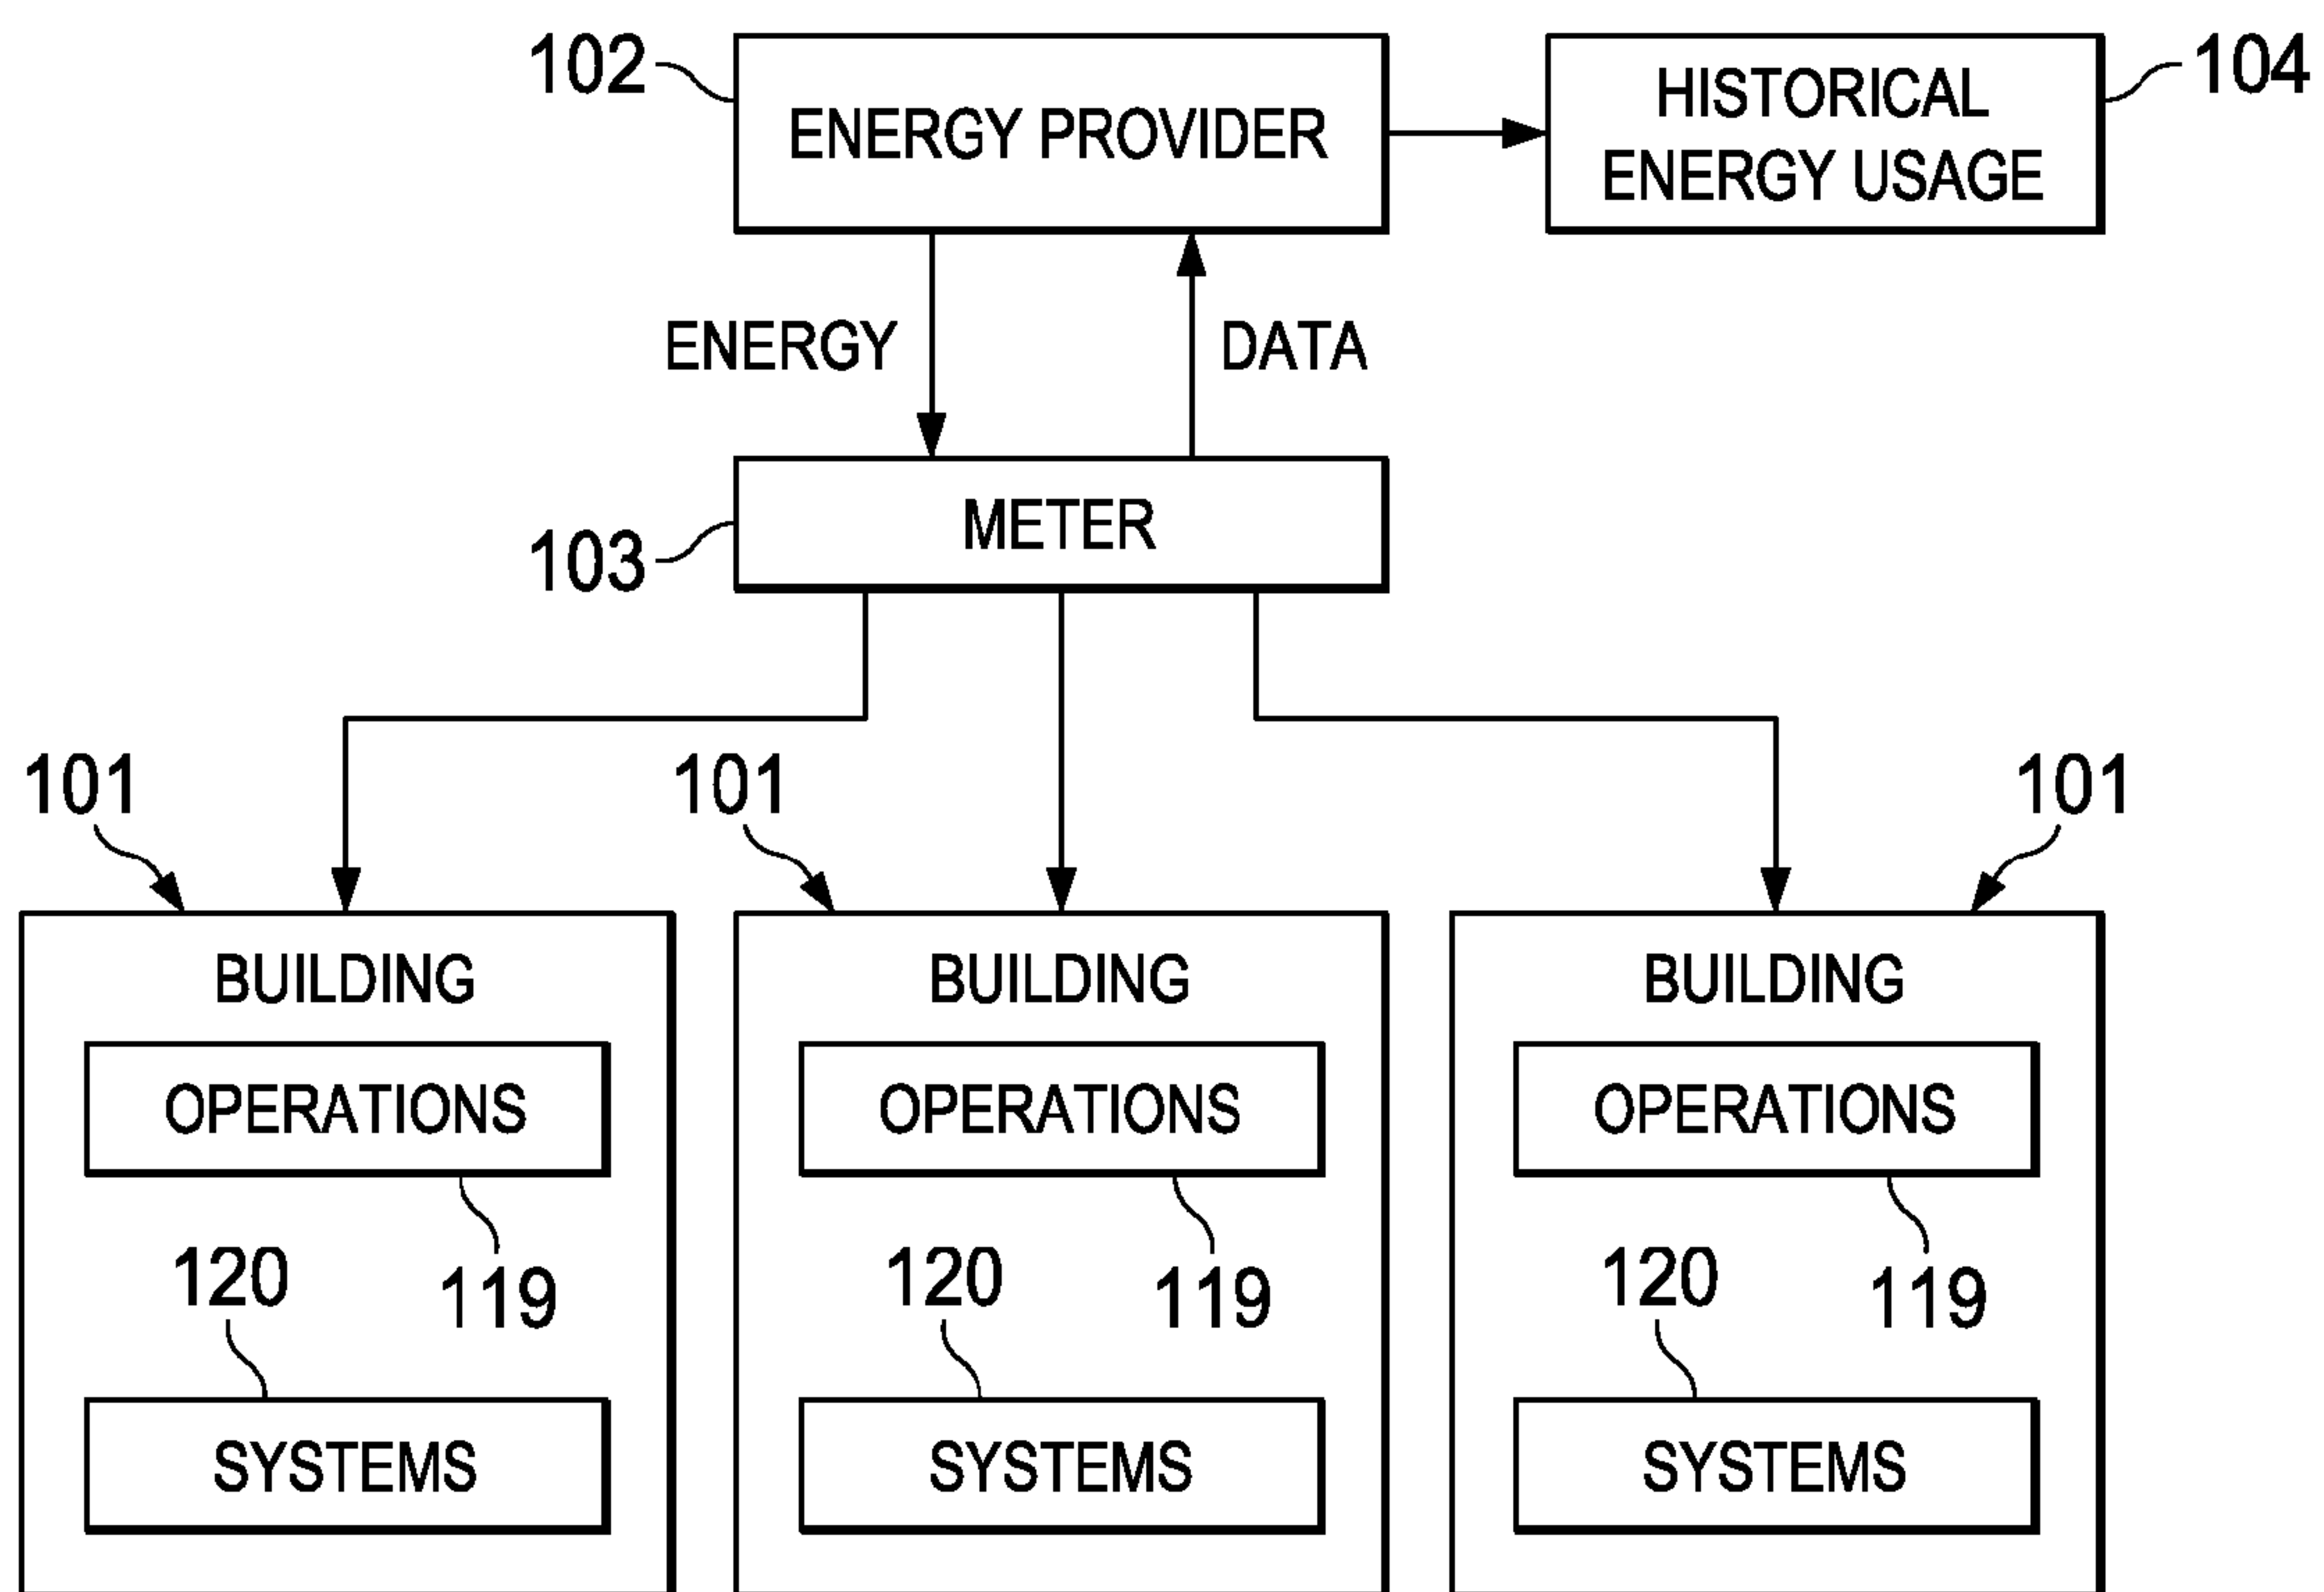 102
ENERGY PROVIDER
HISTORICAL
ENERGY USAGE
104
ENERGY
DATA
103
METER
101
101
101
BUILDING
BUILDING
BUILDING
OPERATIONS
OPERATIONS
OPERATIONS
120
119
120
119
120
119
SYSTEMS
SYSTEMS
SYSTEMS